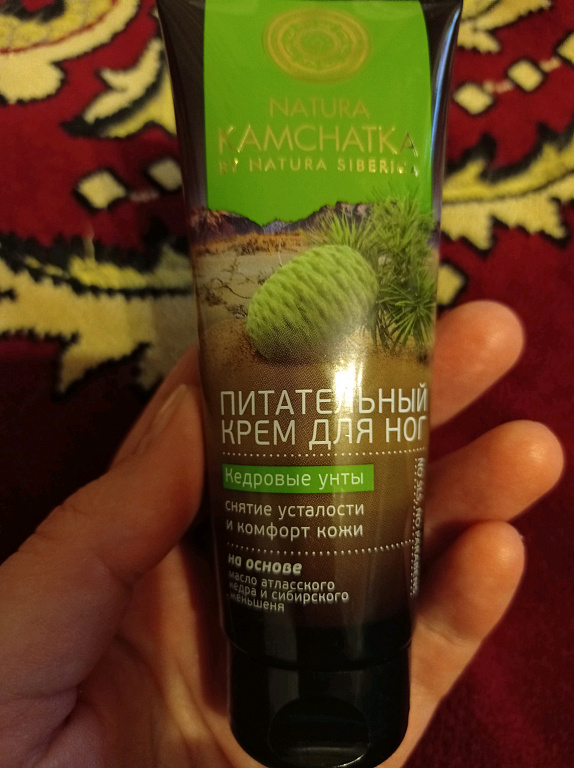 NATURA
KAMCHATKA
BY NATURA SIBERICA
ПИТАТЕЛЬНЫЙ
КРЕМ ДЛЯ НОГ
Кедровые унты
снятие усталости
и комфорт кожи
на основе
масло атласского
кедра и сибирского
женьшеня